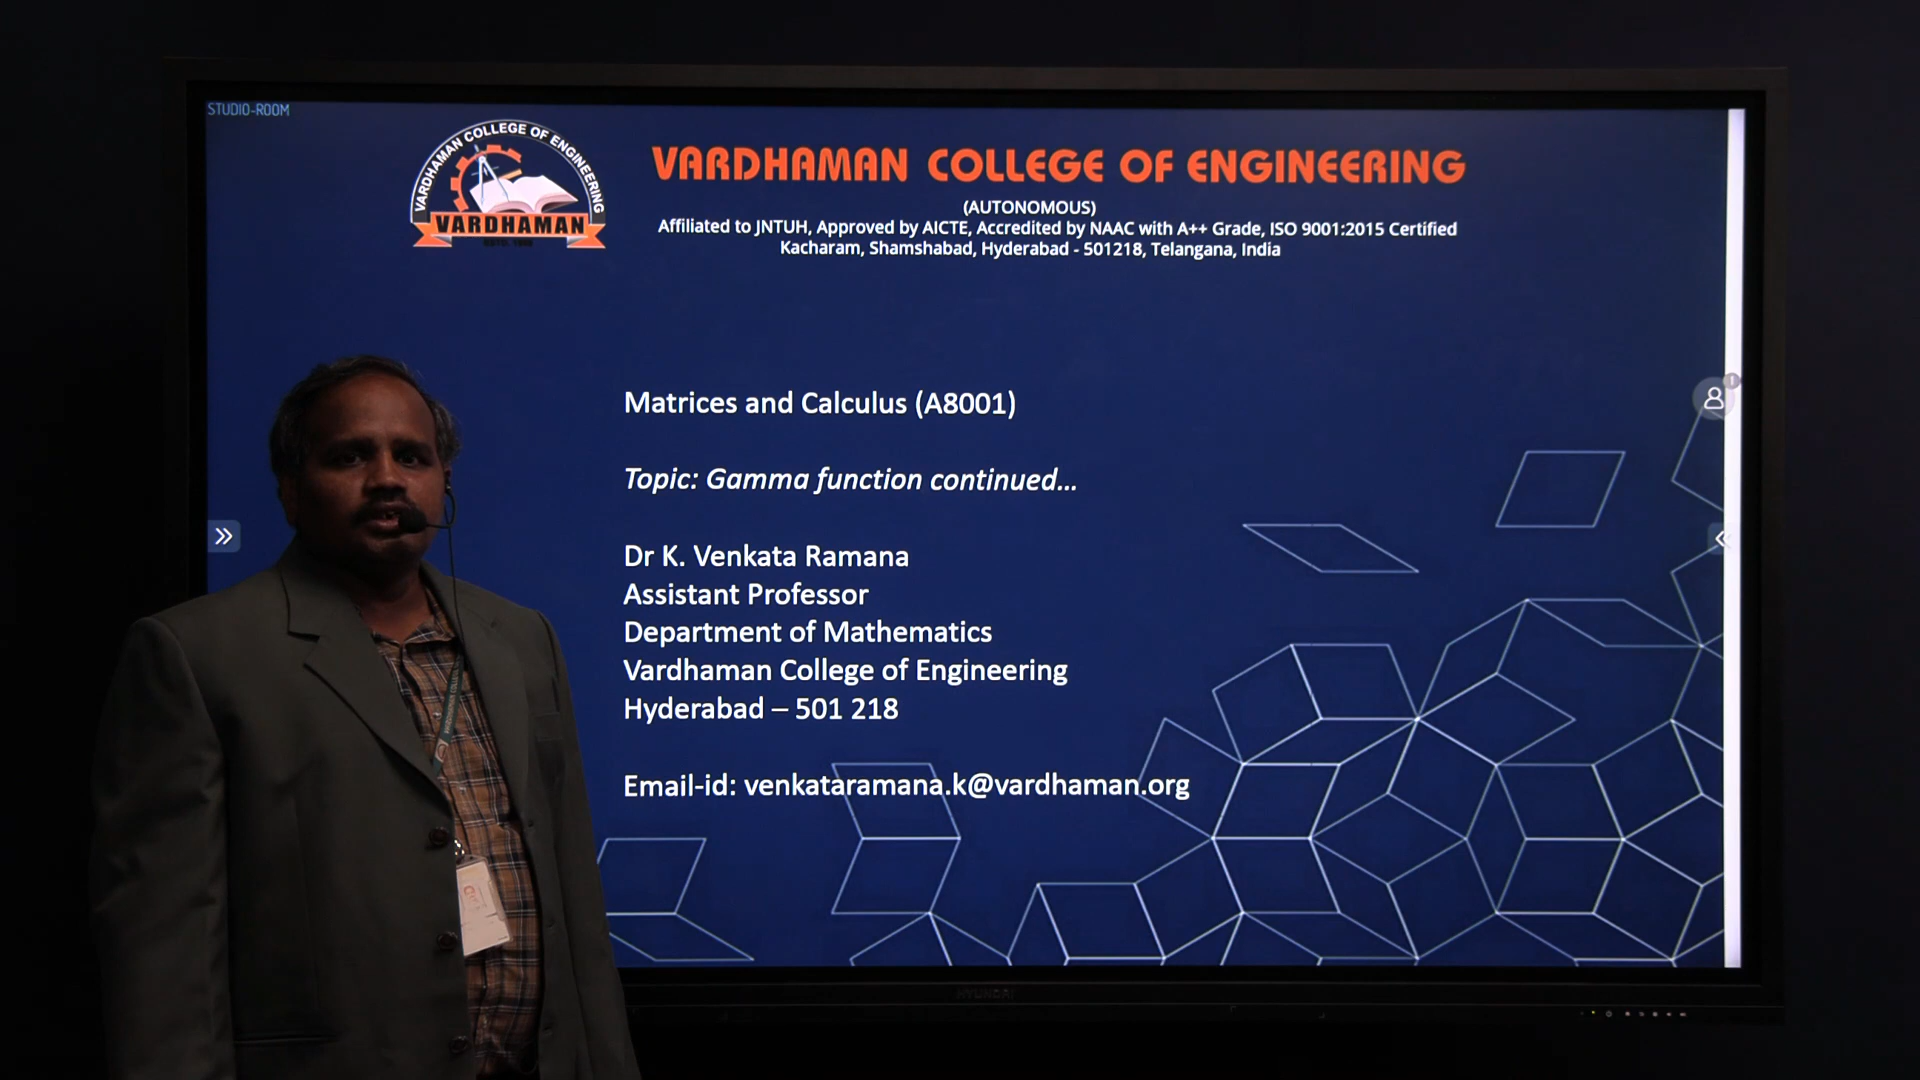 STUDIO-ROOM
VARDHAMAN COLLEGE OF ENGINEERING
VARDHAMAN
VARDHAMAN COLLEGE OF ENGINEERING
(AUTONOMOUS)
Affiliated to JNTUH, Approved by AICTE, Accredited by NAAC with A++ Grade, ISO 9001:2015 Certified
Kacharam, Shamshabad, Hyderabad - 501218, Telangana, India
Matrices and Calculus (A8001)
Topic: Gamma function continued...
Dr K. Venkata Ramana
Assistant Professor
Department of Mathematics
Vardhaman College of Engineering
Hyderabad – 501 218
Email-id: venkataramana.k@vardhaman.org
HYUNDAI